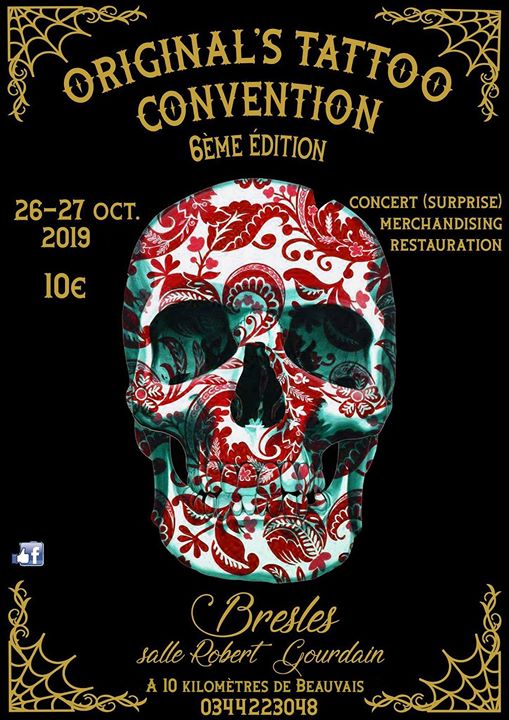 ORIGINAL'S TATTOO
CONVENTION
6ÈME ÉDITION
26-27 OCT.
2019
10€
CONCERT (SURPRISE)
MERCHANDISING
RESTAURATION
f
Bresles
salle Robert Gourdain
A 10 KILOMÈTRES DE BEAUVAIS
0344223048